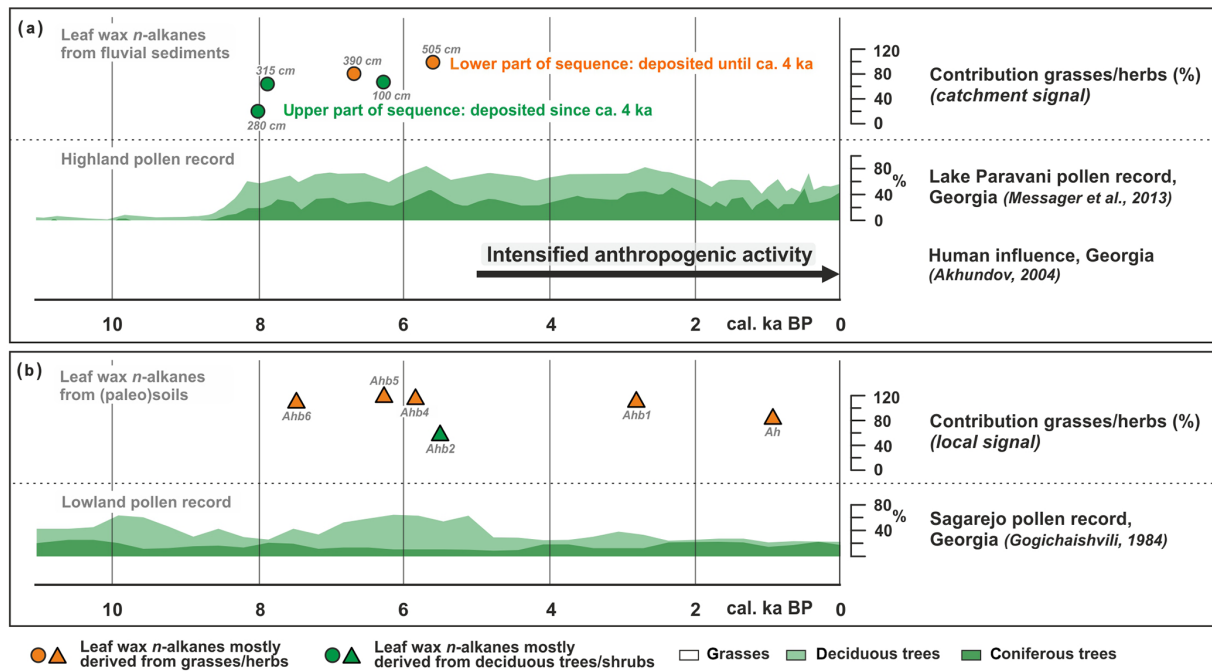 (a)
Leaf wax n-alkanes
from fluvial sediments
315 cm
280 cm
390 cm
100 cm
505 cm
Lower part of sequence: deposited until ca. 4 ka
Upper part of sequence: deposited since ca. 4 ka
120
80
40
0
Contribution grasses/herbs (%)
(catchment signal)
Highland pollen record
80
40
0
%
Lake Paravani pollen record,
Georgia (Messager et al., 2013)
Intensified anthropogenic activity
Human influence, Georgia
(Akhundov, 2004)
10
8
6
4
2
cal. ka BP
0
(b)
Leaf wax n-alkanes
from (paleo)soils
Ahb6
Ahb5
Ahb4
Ahb2
Ahb1
Ah
120
80
40
0
Contribution grasses/herbs (%)
(local signal)
Lowland pollen record
80
40
%
Sagarejo pollen record,
Georgia (Gogichaishvili, 1984)
10
8
6
4
2
cal. ka BP
0
Leaf wax n-alkanes mostly
derived from grasses/herbs
Leaf wax n-alkanes mostly
derived from deciduous trees/shrubs
Grasses
Deciduous trees
Coniferous trees